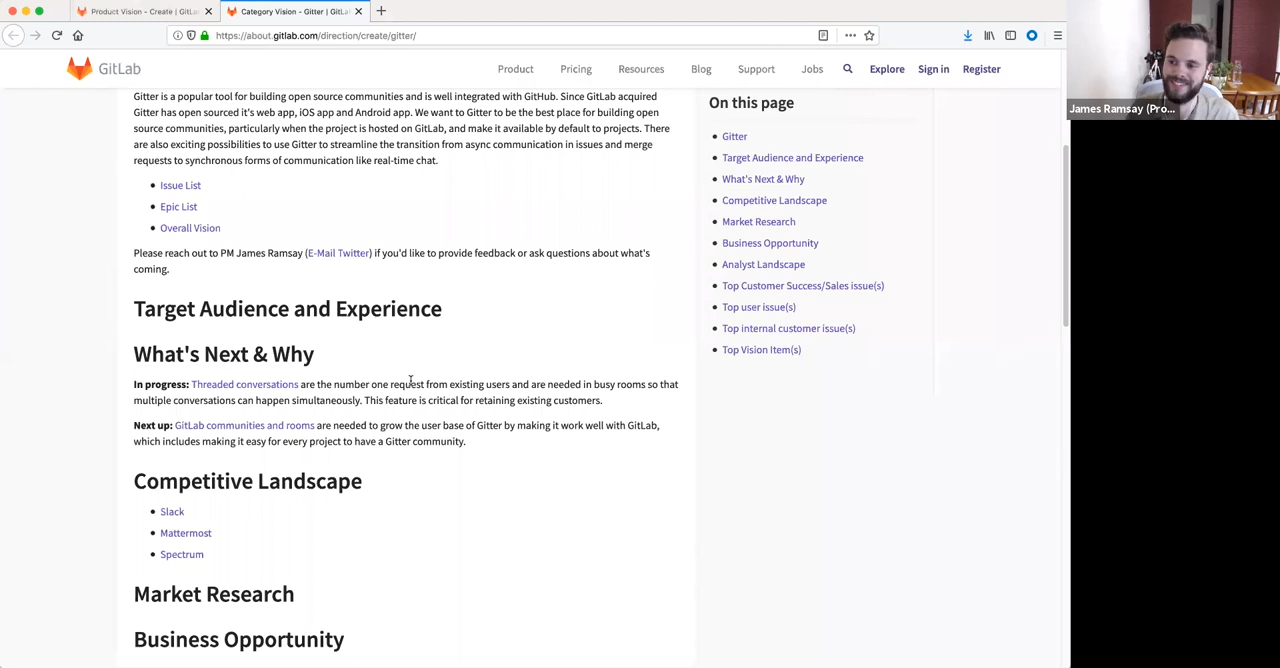 Product Vision - Create | GitL
Category Vision - Gitter | GitLa
https://about.gitlab.com/direction/create/gitter/
GitLab
Product
Pricing
Resources
Blog
Support
Jobs
Explore
Sign in
Register
James Ramsay (Pro...
Gitter is a popular tool for building open source communities and is well integrated with GitHub. Since GitLab acquired
Gitter has open sourced it's web app, iOS app and Android app. We want to Gitter to be the best place for building open
source communities, particularly when the project is hosted on GitLab, and make it available by default to projects. There
are also exciting possibilities to use Gitter to streamline the transition from async communication in issues and merge
requests to synchronous forms of communication like real-time chat.
Issue List
Epic List
Overall Vision
Please reach out to PM James Ramsay (E-Mail Twitter) if you'd like to provide feedback or ask questions about what's
coming.
Target Audience and Experience
What's Next & Why
In progress: Threaded conversations are the number one request from existing users and are needed in busy rooms so that
multiple conversations can happen simultaneously. This feature is critical for retaining existing customers.
Next up: GitLab communities and rooms are needed to grow the user base of Gitter by making it work well with GitLab,
which includes making it easy for every project to have a Gitter community.
Competitive Landscape
Slack
Mattermost
Spectrum
Market Research
Business Opportunity
On this page
Gitter
Target Audience and Experience
What's Next & Why
Competitive Landscape
Market Research
Business Opportunity
Analyst Landscape
Top Customer Success/Sales issue(s)
Top user issue(s)
Top internal customer issue(s)
Top Vision Item(s)